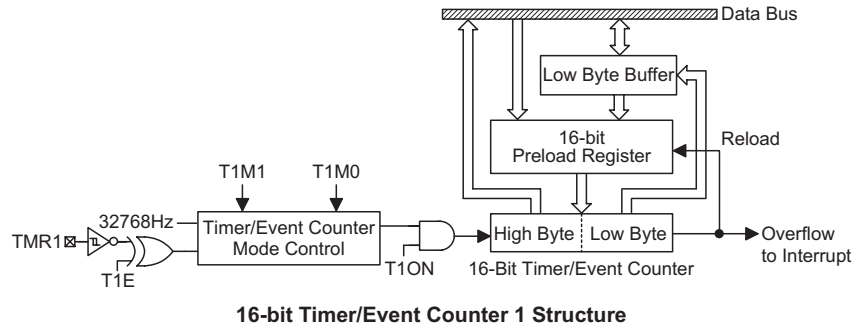 Data Bus
Low Byte Buffer
16-bit
Preload Register
Reload
T1M1
T1M0
32768Hz
TMR1
T1E
Timer/Event Counter
Mode Control
T1ON
High Byte
Low Byte
Overflow
to Interrupt
16-Bit Timer/Event Counter
16-bit Timer/Event Counter 1 Structure